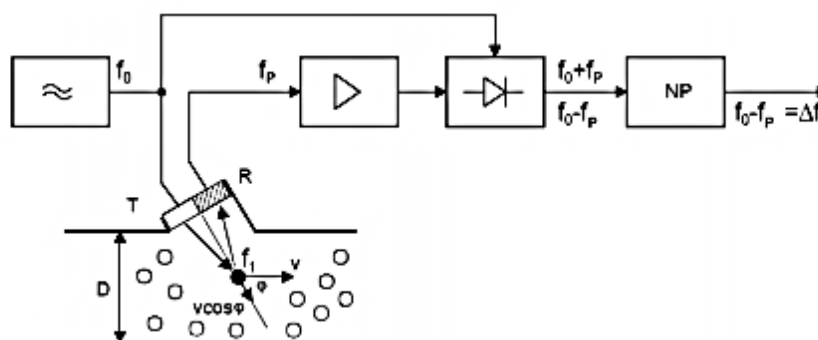 f₀
fₚ
f₀+fₚ
f₀-fₚ
NP
f₀-fₚ =Δf
T
R
D
f₁
v
φ
vcosφ